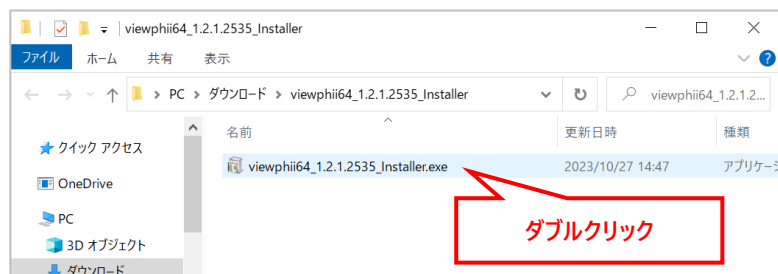 viewphii64_1.2.1.2535_Installer
ファイル ホーム 共有 表示
PC ダウンロード viewphii64_1.2.1.2535_Installer viewphii64_1.2.1.2...
名前 更新日時 種類
クイック アクセス
viewphii64_1.2.1.2535_Installer.exe 2023/10/27 14:47 アプリケーシ
OneDrive
PC
ダブルクリック
3D オブジェクト
ダウンロード